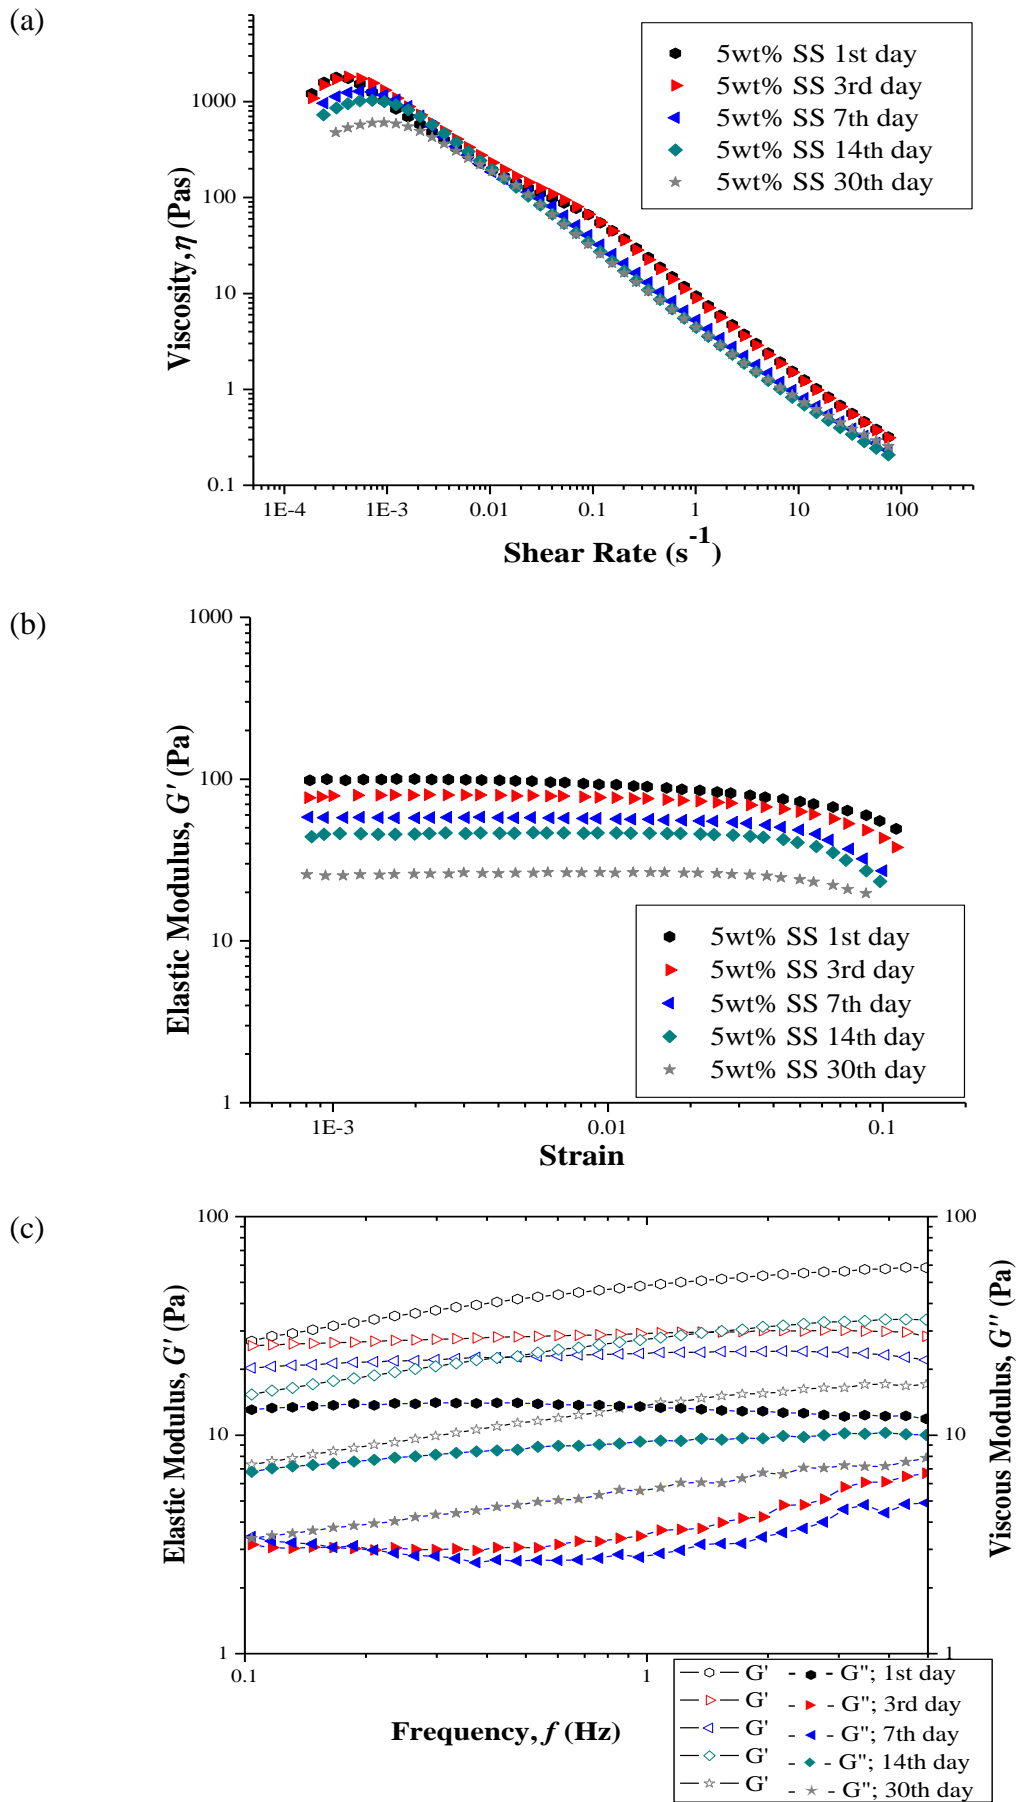 (a)
1000
100
10
1
0.1
Viscosity, η (Pas)
1E-4 1E-3 0.01 0.1 1 10 100
Shear Rate (s⁻¹)
5wt% SS 1st day
5wt% SS 3rd day
5wt% SS 7th day
5wt% SS 14th day
5wt% SS 30th day
(b)
1000
100
10
1
Elastic Modulus, G' (Pa)
1E-3 0.01 0.1
Strain
5wt% SS 1st day
5wt% SS 3rd day
5wt% SS 7th day
5wt% SS 14th day
5wt% SS 30th day
(c)
100
10
1
Elastic Modulus, G' (Pa)
100
10
1
Viscous Modulus, G" (Pa)
0.1 1
Frequency, f (Hz)
G' G"; 1st day
G' G"; 3rd day
G' G"; 7th day
G' G"; 14th day
G' G"; 30th day